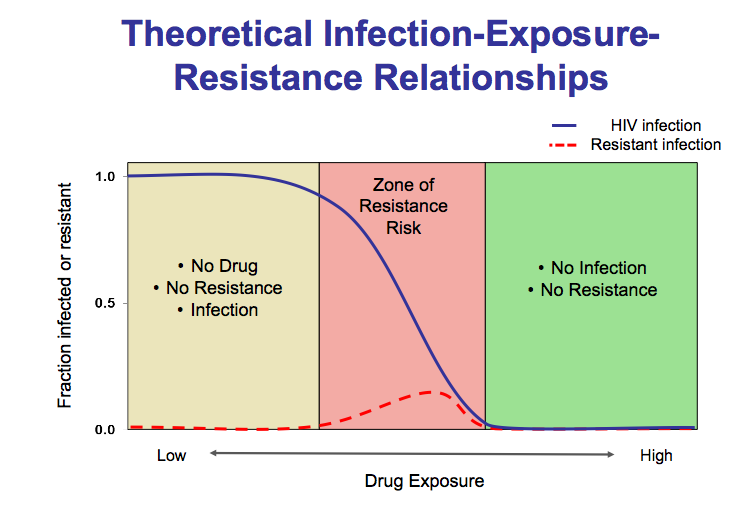 Theoretical Infection-Exposure-
Resistance Relationships
HIV infection
Resistant infection
Fraction infected or resistant
1.0
0.5
0.0
• No Drug
• No Resistance
• Infection
Zone of
Resistance
Risk
• No Infection
• No Resistance
Low
High
Drug Exposure